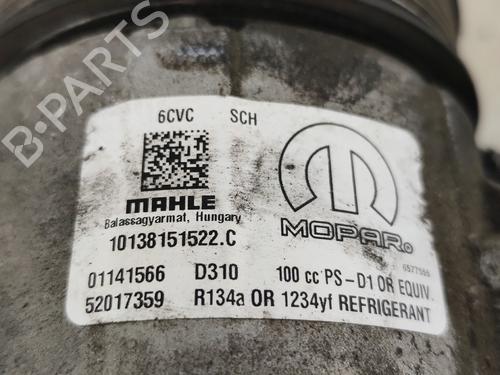 B-PARTS
6CVC SCH
MAHLE
Balassagyarmat, Hungary
10138151522.C
MOPAR®
6577566
01141566 D310 100 cc PS-D1 OR EQUIV.
52017359 R134a OR 1234yf REFRIGERANT